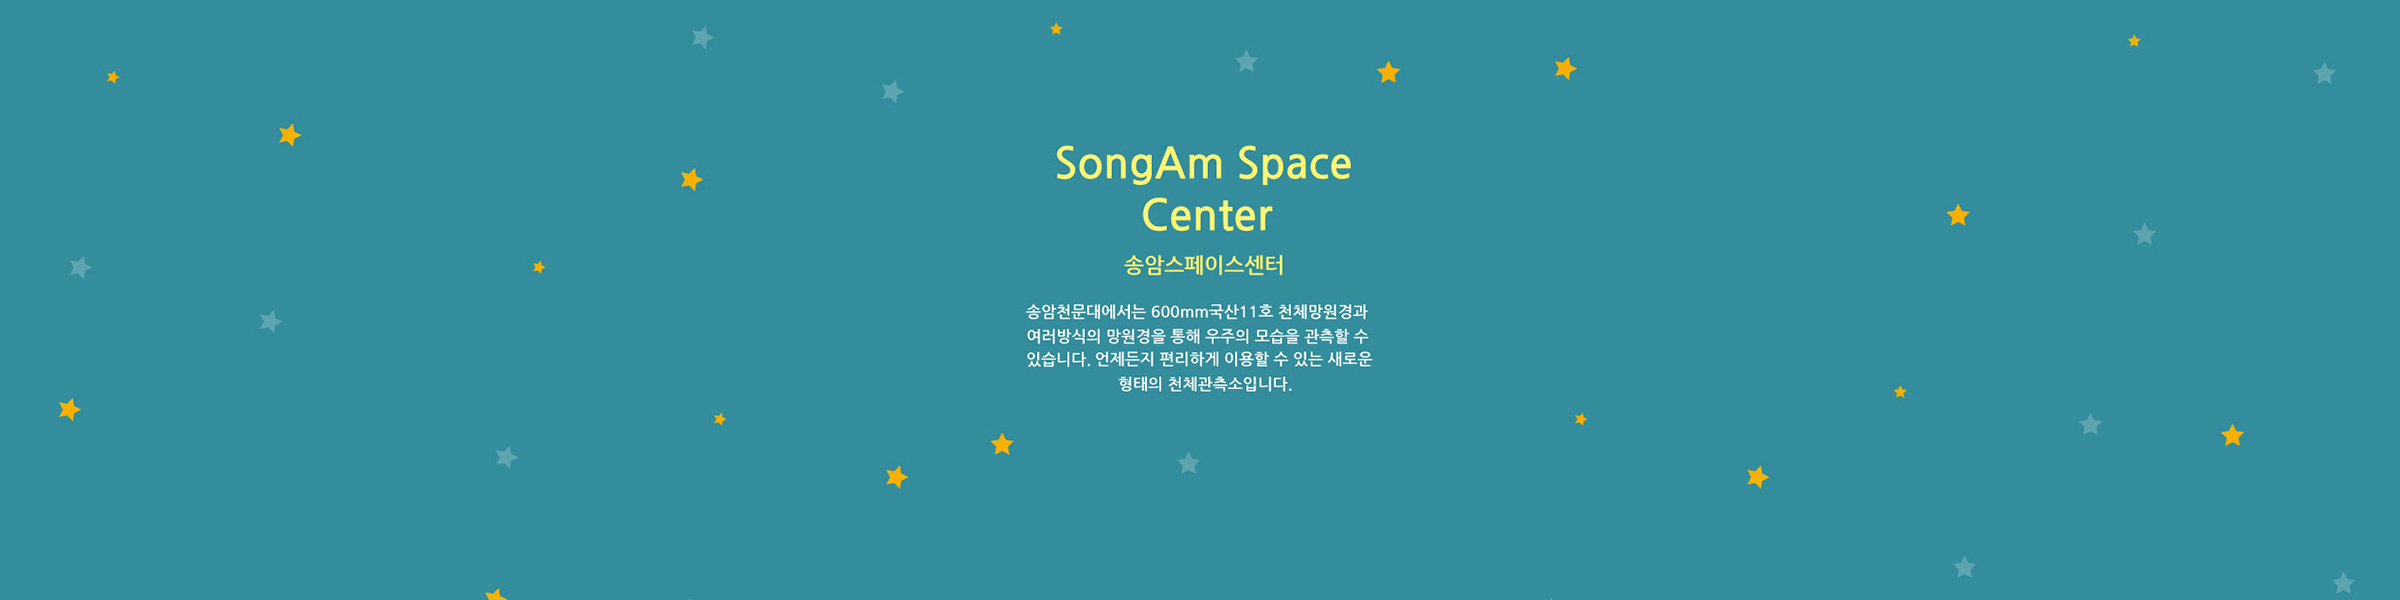 SongAm Space
Center
송암스페이스센터
송암천문대에서는 600mm국산11호 천체망원경과
여러방식의 망원경을 통해 우주의 모습을 관측할 수
있습니다. 언제든지 편리하게 이용할 수 있는 새로운
형태의 천체관측소입니다.